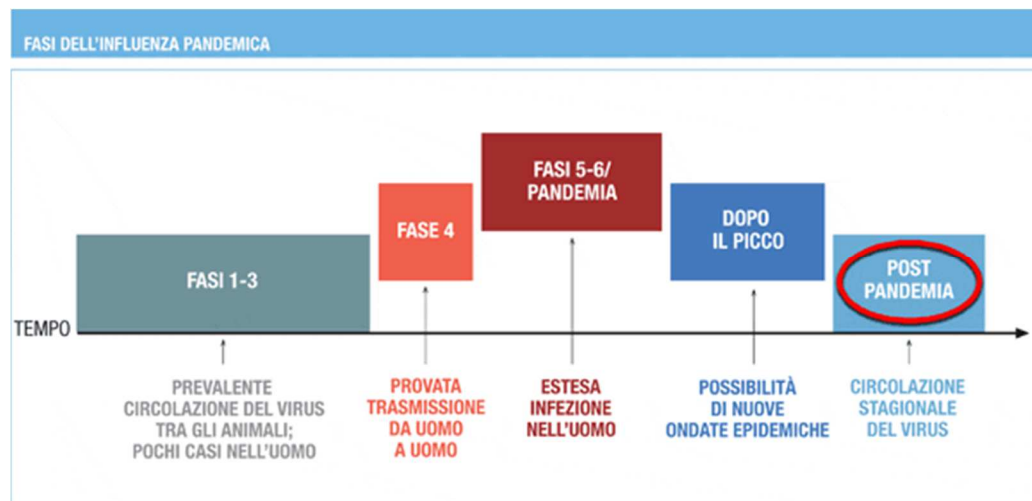 FASI DELL'INFLUENZA PANDEMICA
FASI 1-3
FASE 4
FASI 5-6/
PANDEMIA
DOPO
IL PICCO
POST
PANDEMIA
TEMPO
PREVALENTE
CIRCOLAZIONE DEL VIRUS
TRA GLI ANIMALI;
POCHI CASI NELL'UOMO
PROVATA
TRASMISSIONE
DA UOMO
A UOMO
ESTESA
INFEZIONE
NELL'UOMO
POSSIBILITÀ
DI NUOVE
ONDATE EPIDEMICHE
CIRCOLAZIONE
STAGIONALE
DEL VIRUS